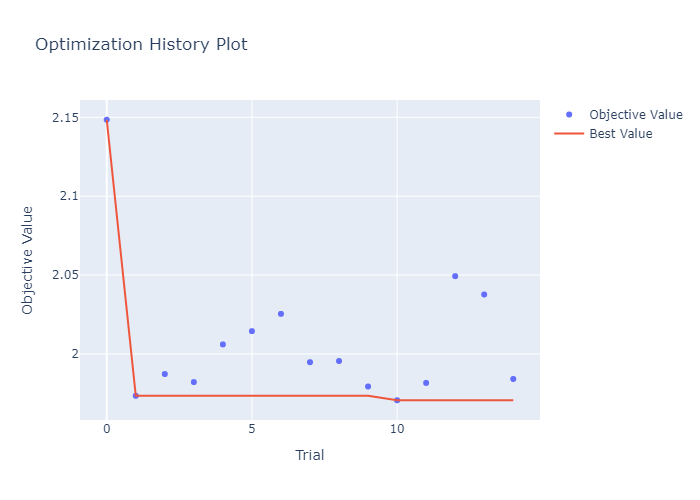 Optimization History Plot
Objective Value
Best Value
2.15
2.1
2.05
2
Objective Value
0
5
10
Trial